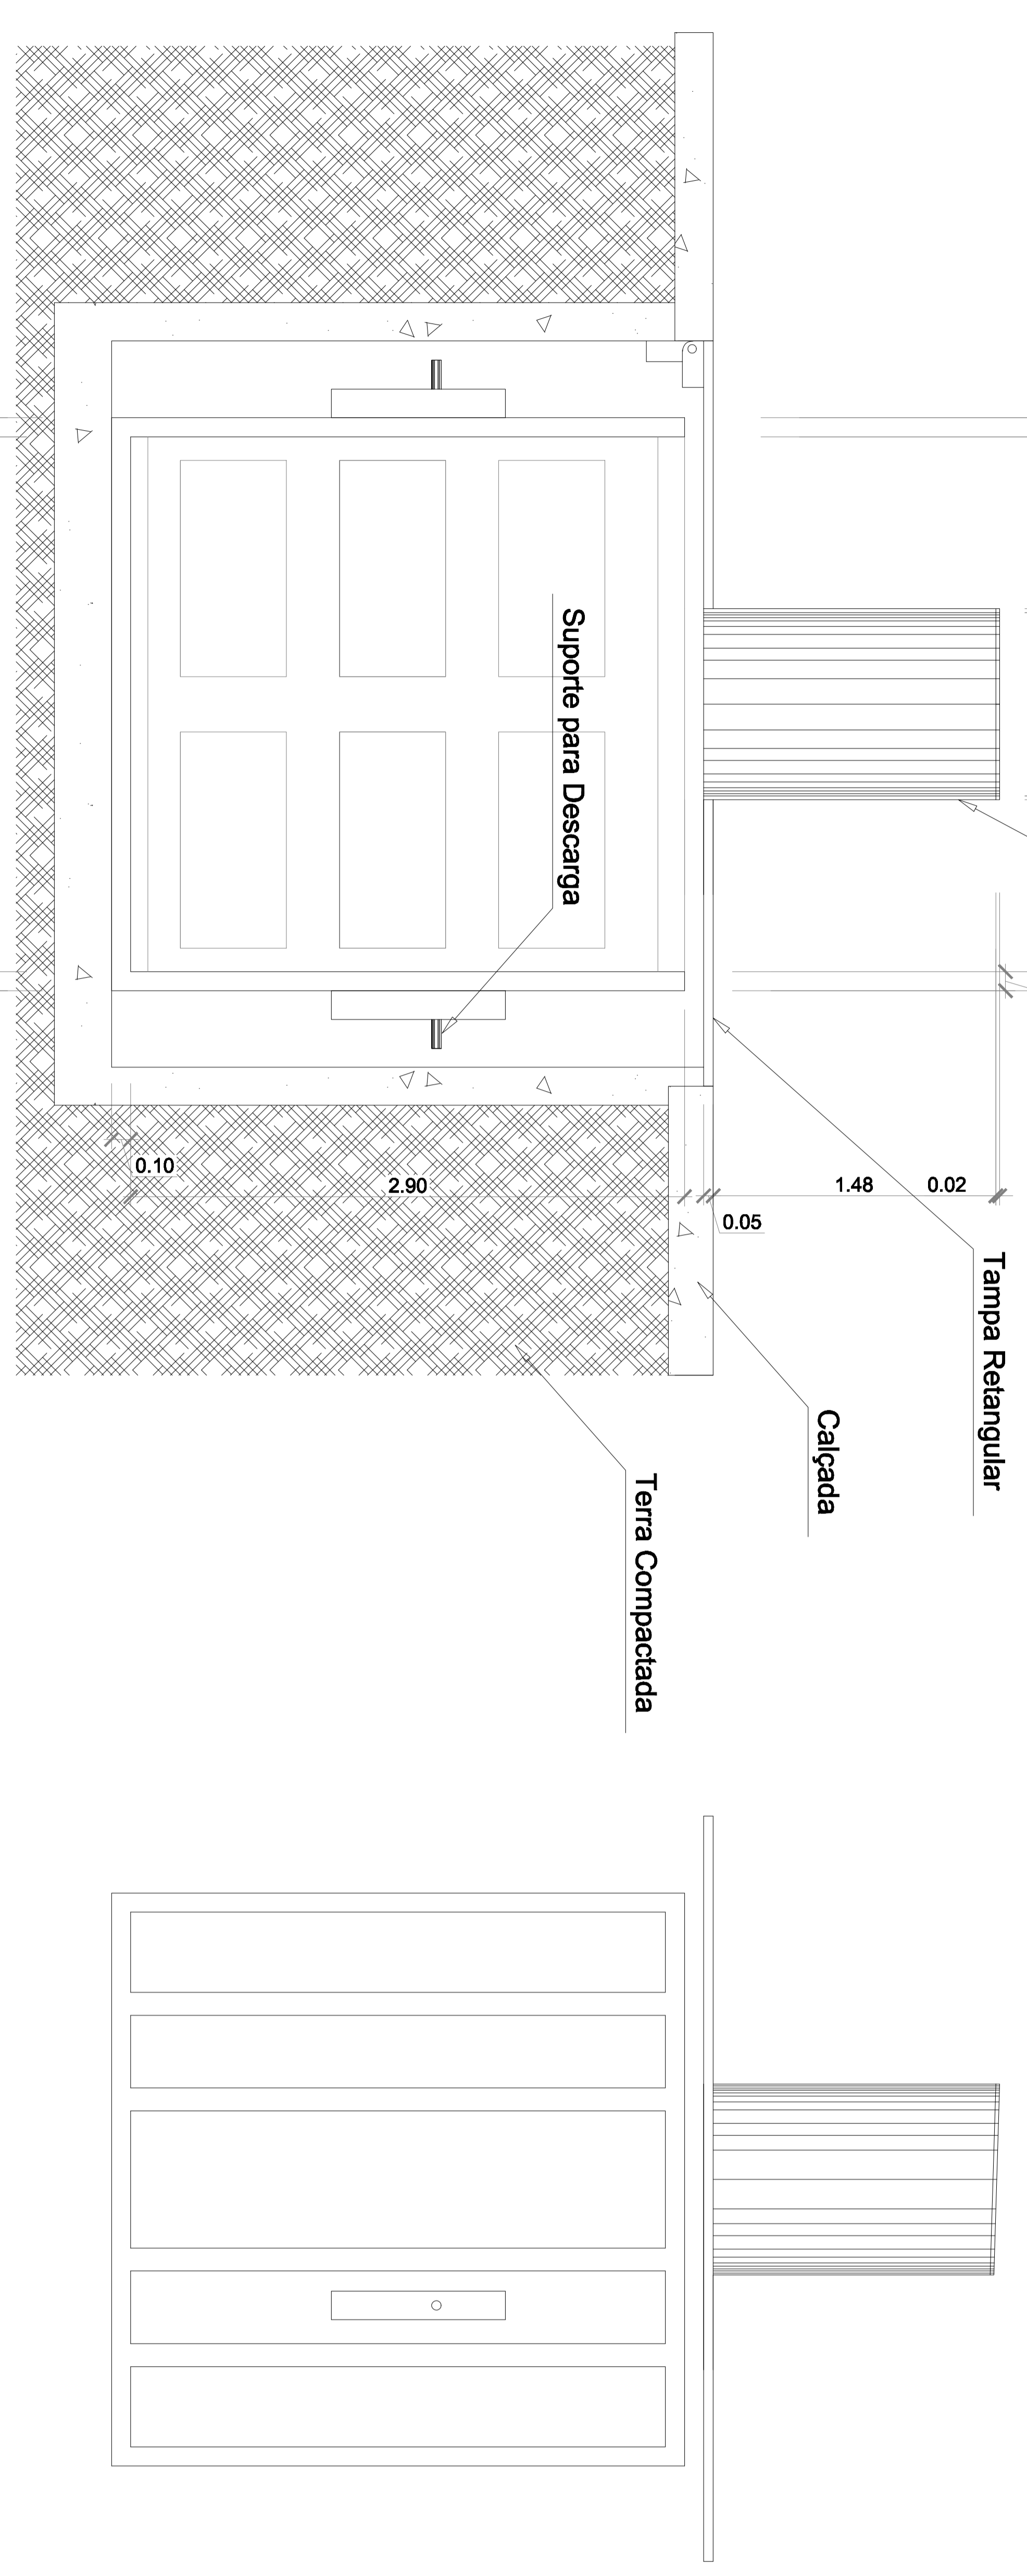 Suporte para Descarga
0.10
2.90
0.05
1.48
0.02
Tampa Retangular
Calçada
Terra Compactada